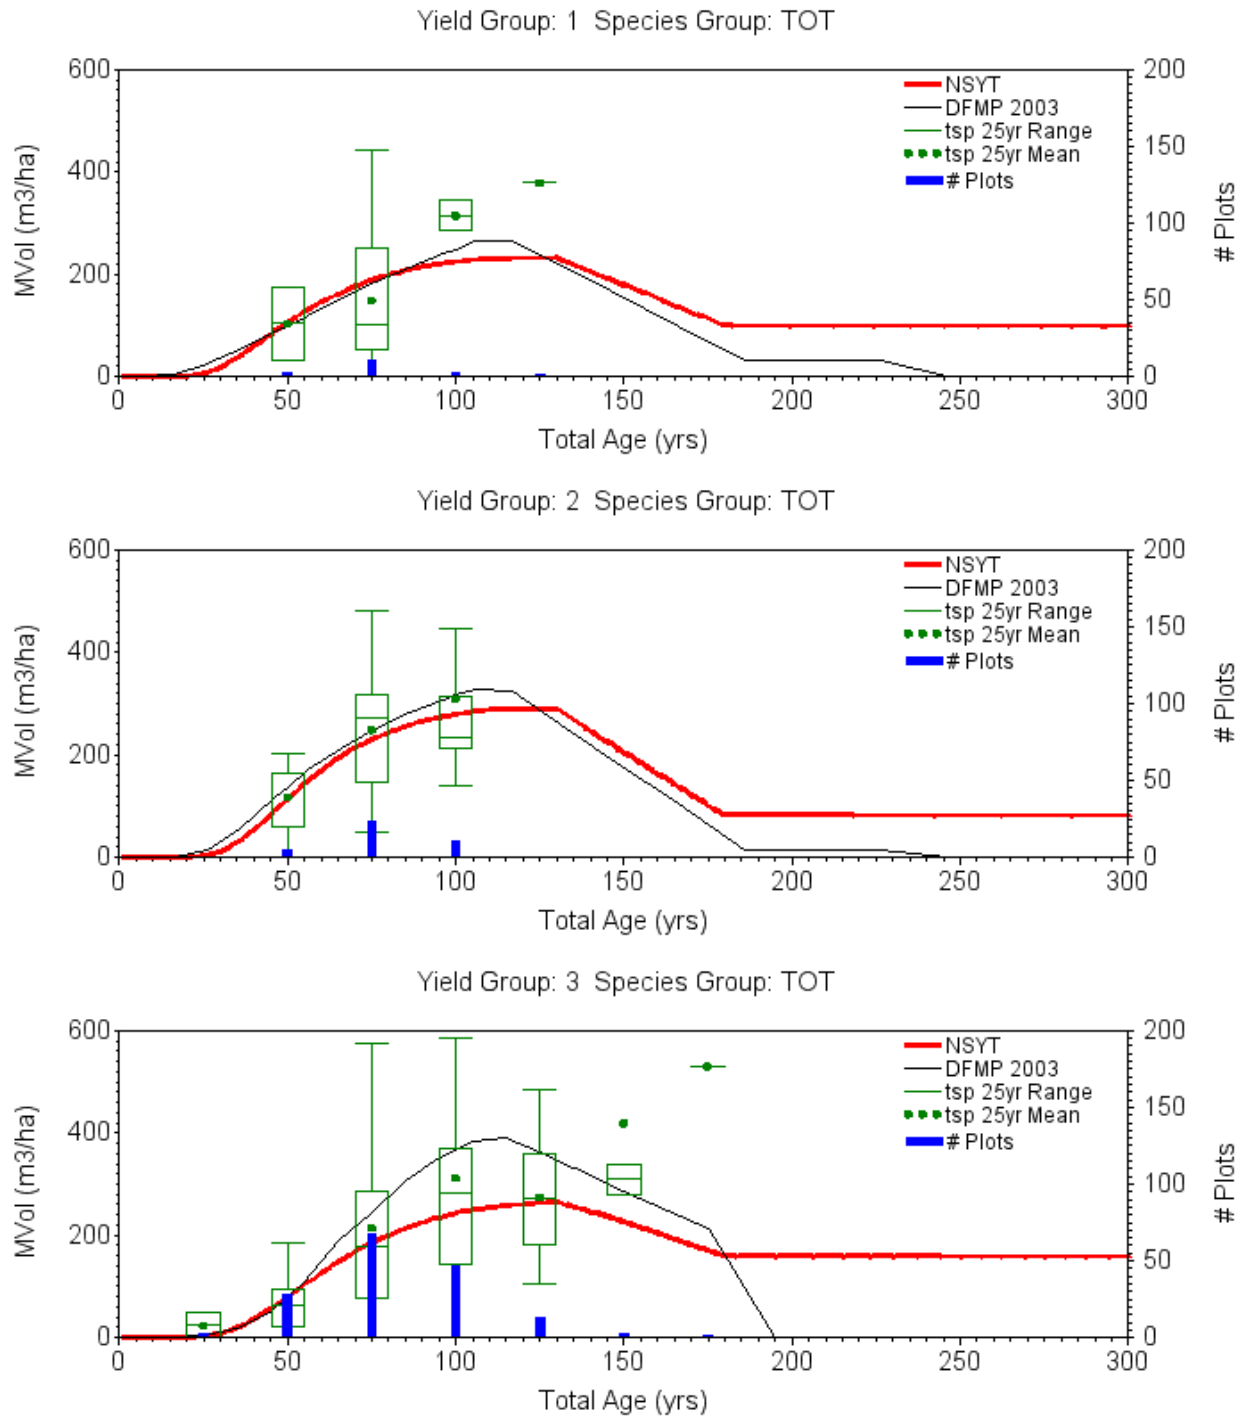 Yield Group: 1 Species Group: TOT
600
400
200
0
MVol (m3/ha)
NSYT
DFMP 2003
tsp 25yr Range
tsp 25yr Mean
# Plots
200
150
100
50
0
# Plots
0 50 100 150 200 250 300
Total Age (yrs)
Yield Group: 2 Species Group: TOT
600
400
200
0
MVol (m3/ha)
NSYT
DFMP 2003
tsp 25yr Range
tsp 25yr Mean
# Plots
200
150
100
50
0
# Plots
0 50 100 150 200 250 300
Total Age (yrs)
Yield Group: 3 Species Group: TOT
600
400
200
0
MVol (m3/ha)
NSYT
DFMP 2003
tsp 25yr Range
tsp 25yr Mean
# Plots
200
150
100
50
0
# Plots
0 50 100 150 200 250 300
Total Age (yrs)